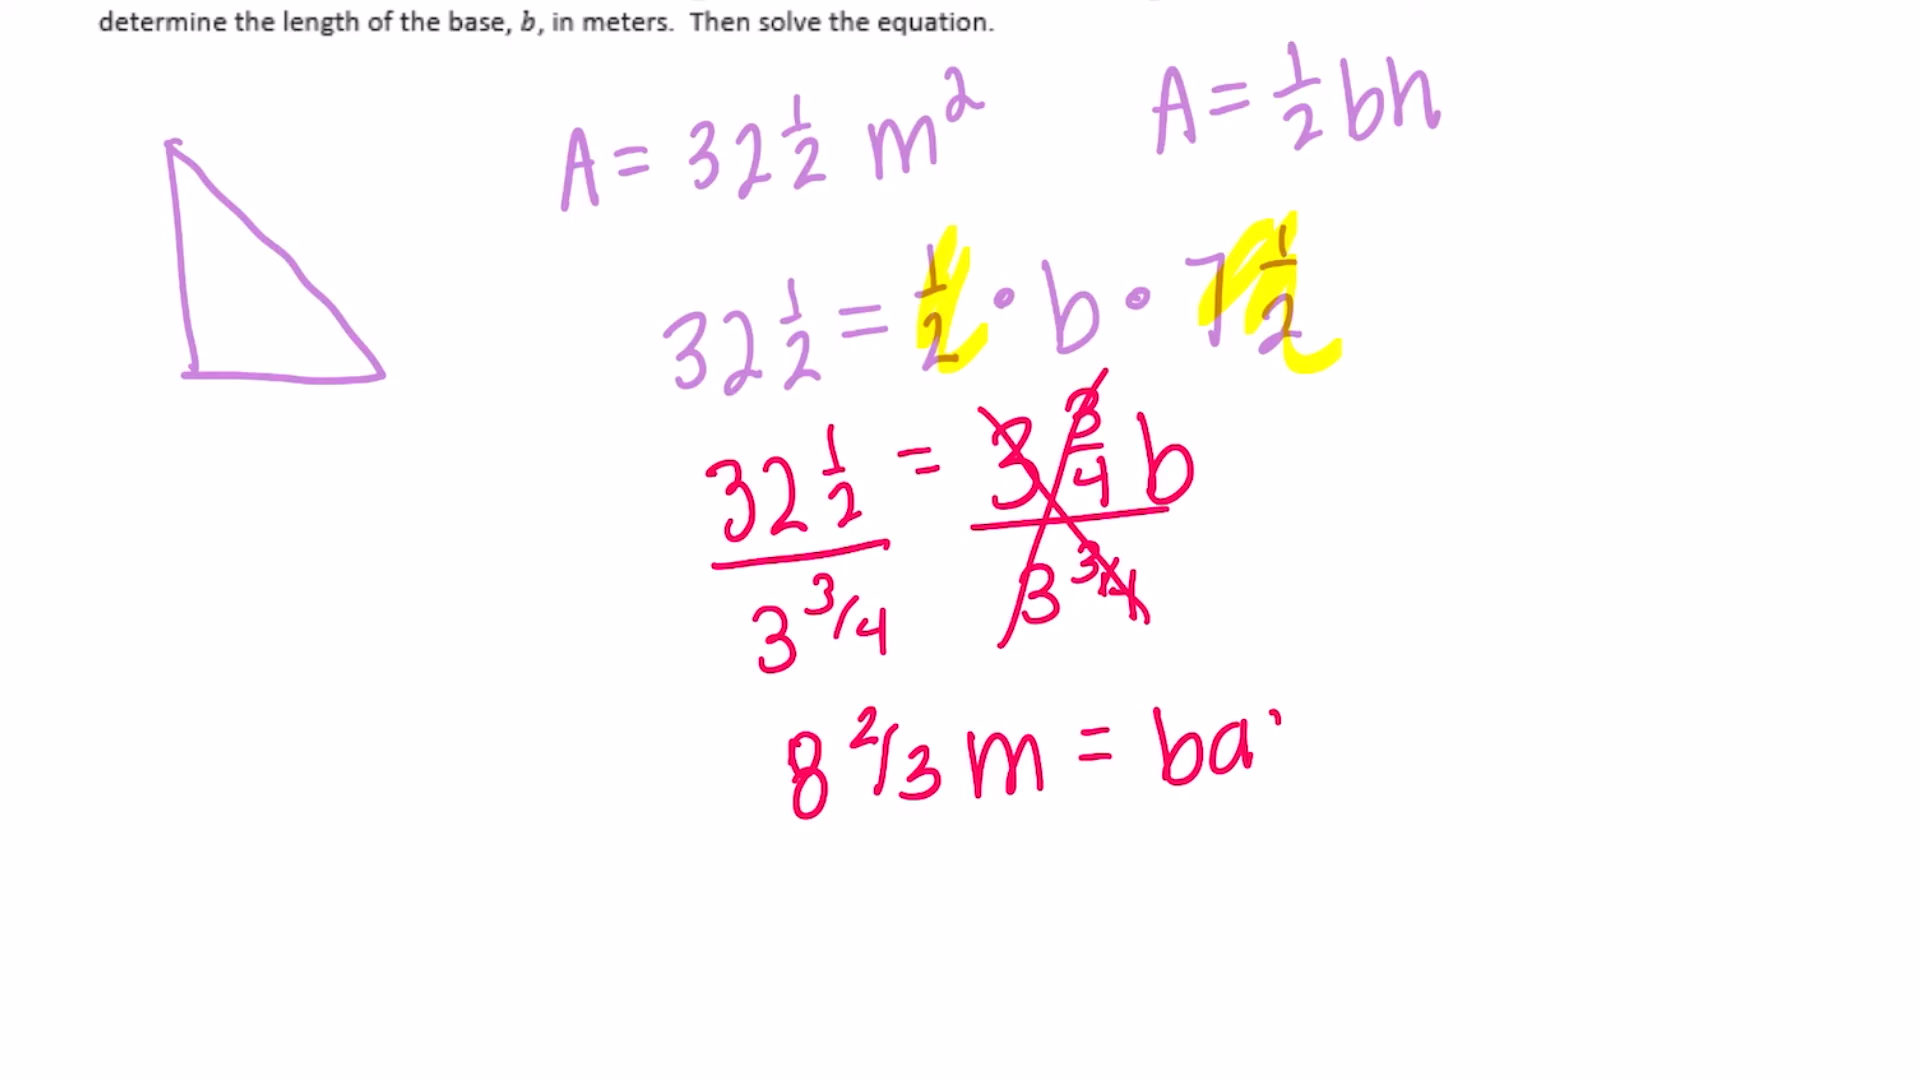 determine the length of the base, b, in meters. Then solve the equation.
A = 32 1/2 m² A = 1/2 bh
32 1/2 = 1/2 · b · 7 1/2
32 1/2 = 3 3/4 b
3 3/4 3 3/4
8 2/3 m = ba